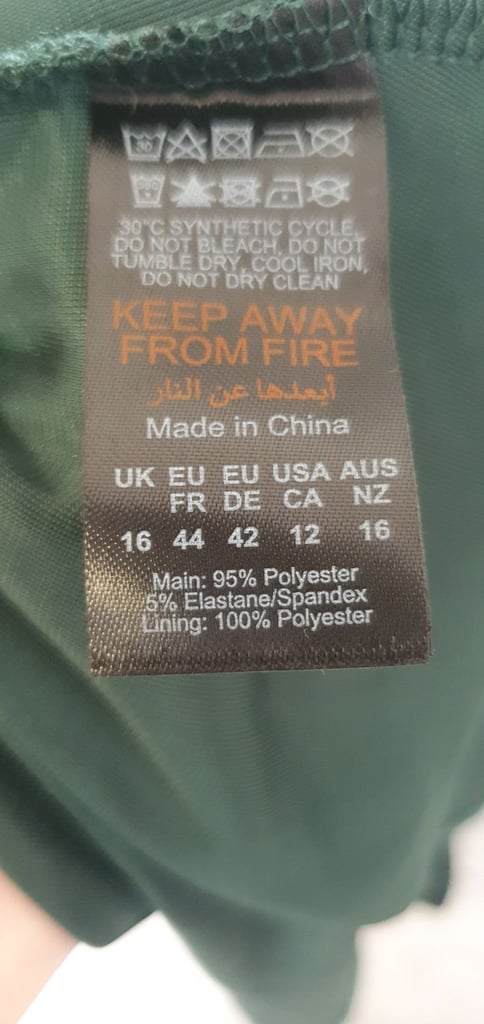 30°C SYNTHETIC CYCLE,
DO NOT BLEACH, DO NOT
TUMBLE DRY, COOL IRON,
DO NOT DRY CLEAN
KEEP AWAY
FROM FIRE
أبعدها عن النار
Made in China
UK EU EU USA AUS
FR DE CA NZ
16 44 42 12 16
Main: 95% Polyester
5% Elastane/Spandex
Lining: 100% Polyester